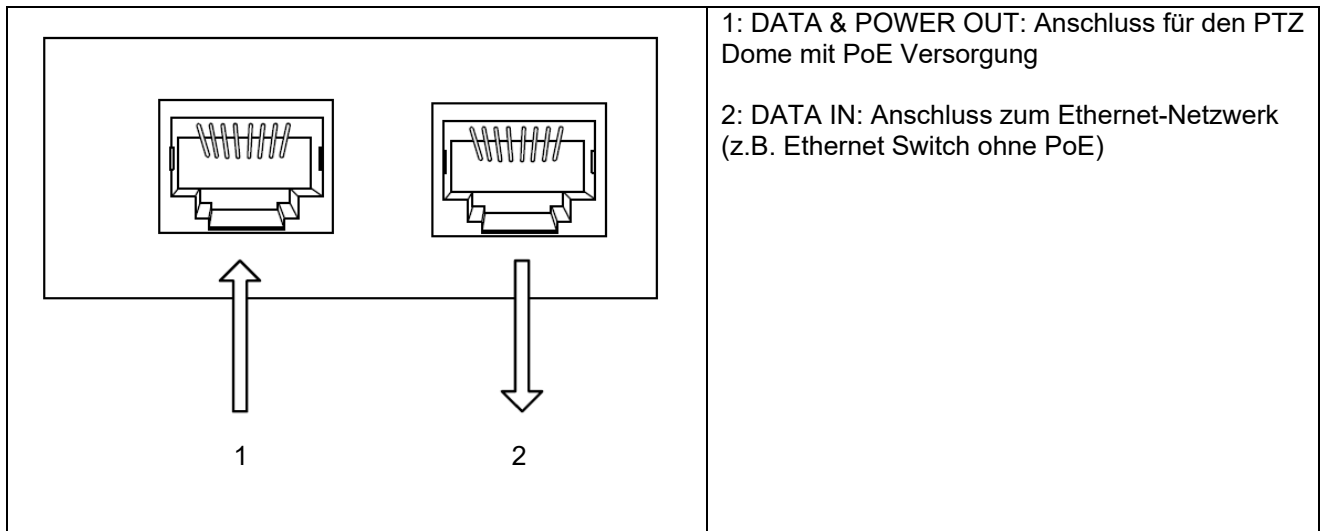 1: DATA & POWER OUT: Anschluss für den PTZ
Dome mit PoE Versorgung
2: DATA IN: Anschluss zum Ethernet-Netzwerk
(z.B. Ethernet Switch ohne PoE)
1
2